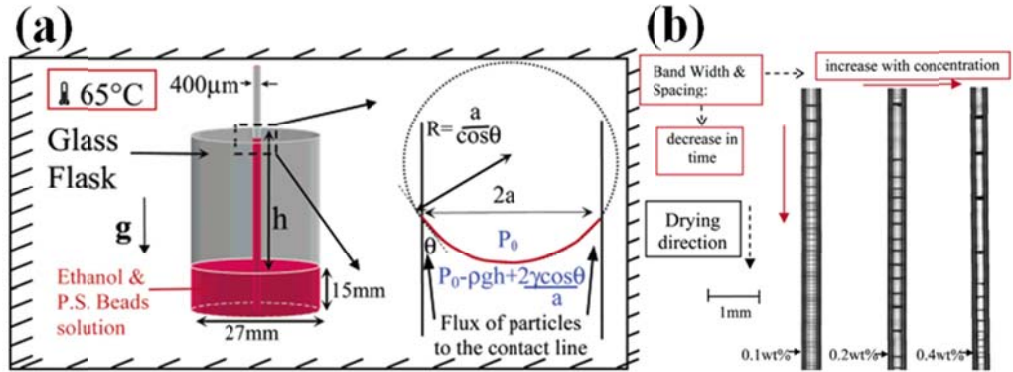 (a)
65°C
400µm
Glass
Flask
g
h
Ethanol &
P.S. Beads
solution
15mm
27mm
R= a
cosθ
2a
θ
P₀
P₀-ρgh+2γcosθ
a
Flux of particles
to the contact line
(b)
Band Width &
Spacing:
increase with concentration
decrease in
time
Drying
direction
1mm
0.1wt%
0.2wt%
0.4wt%